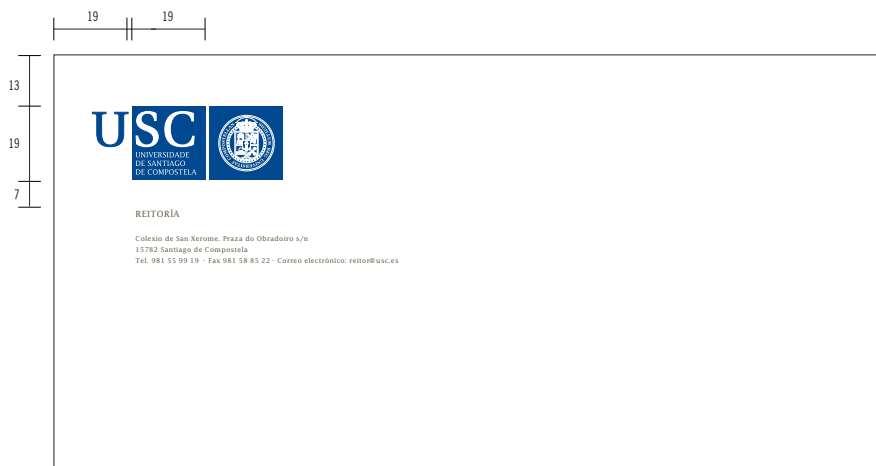 19 19
13
19
7
USC
UNIVERSIDADE
DE SANTIAGO
DE COMPOSTELA
REITORÍA
Colexio de San Xerome. Praza do Obradoiro s/n
15782 Santiago de Compostela
Tel. 981 55 99 19 - Fax 981 58 85 22 - Correo electrónico: reitor@usc.es